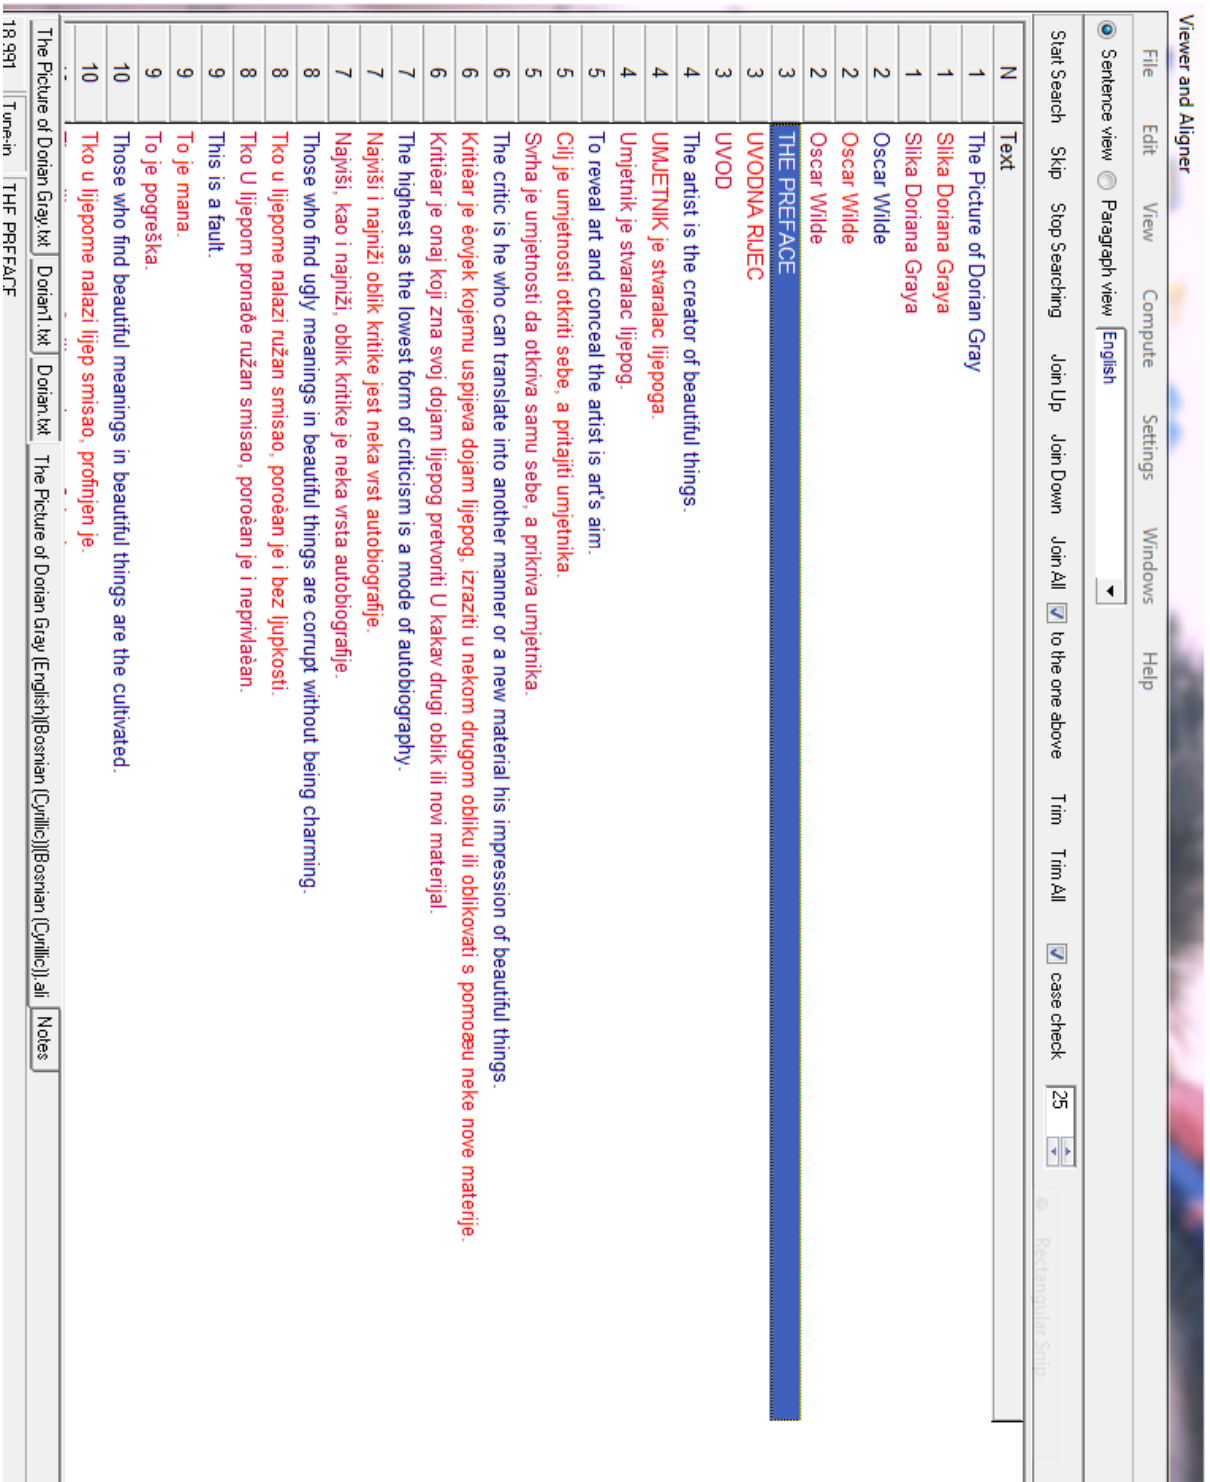 Viewer and Aligner
File Edit View Compute Settings Windows Help
Sentence view Paragraph view English
Start Search Skip Stop Searching Join Up Join Down Join All to the one above Trim Trim All case check 25
Rectangular Snip
N Text
1 The Picture of Dorian Gray
1 Slika Doriana Graya
1 Slika Doriana Graya
2 Oscar Wilde
2 Oscar Wilde
2 Oscar Wilde
3 THE PREFACE
3 UVODNA RIJEC
3 UVOD
4 The artist is the creator of beautiful things.
4 UMJETNIK je stvaralac lijepoga.
4 Umjetnik je stvaralac lijepog.
5 To reveal art and conceal the artist is art's aim.
5 Cilj je umjetnosti otkriti sebe, a pritajiti umjetnika.
5 Svrha je umjetnosti da otkriva samu sebe, a prikriva umjetnika.
6 The critic is he who can translate into another manner or a new material his impression of beautiful things.
6 Kritièar je èovjek kojemu uspijeva dojam lijepog, izraziti u nekom drugom obliku ili oblikovati s pomoæu neke nove materije.
6 Kritièar je onaj koji zna svoj dojam lijepog pretvoriti U kakav drugi oblik ili novi materijal.
7 The highest as the lowest form of criticism is a mode of autobiography.
7 Najviši i najniži oblik kritike jest neka vrst autobiografije.
7 Najviši, kao i najniži, oblik kritike je neka vrsta autobiografije.
8 Those who find ugly meanings in beautiful things are corrupt without being charming.
8 Tko u lijepome nalazi ružan smisao, poroèan je i bez ljupkosti.
8 Tko U lijepom pronaðe ružan smisao, poroèan je i neprivlaèan.
9 This is a fault.
9 To je mana.
9 To je pogreška.
10 Those who find beautiful meanings in beautiful things are the cultivated.
10 Tko u lijepome nalazi lijep smisao, profinjen je.
The Picture of Dorian Gray.txt Dorian1.txt Dorian.txt The Picture of Dorian Gray (English)(Bosnian (Cyrillic))(Bosnian (Cyrillic)).ali Notes
18.991 Tune-in THE PREFACE